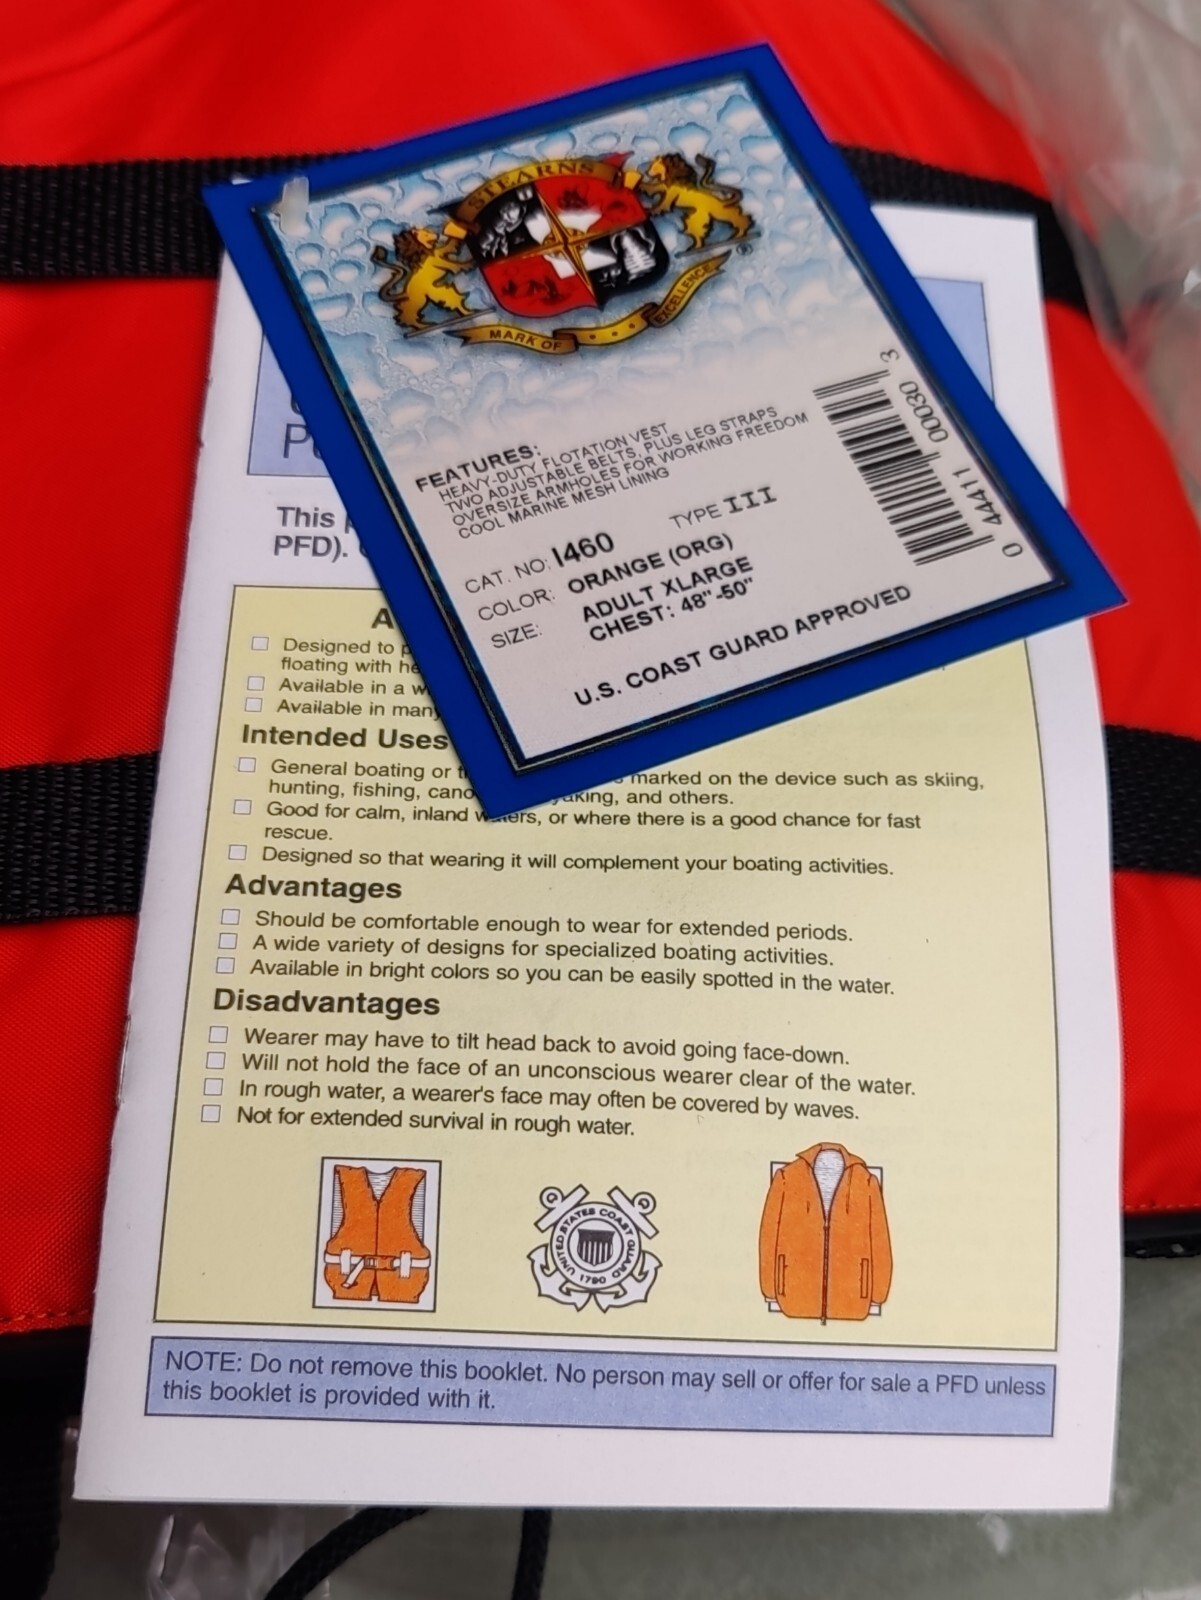 STEARNS
MARK OF
EXCELLENCE
®
FEATURES:
HEAVY-DUTY FLOTATION VEST
TWO ADJUSTABLE BELTS, PLUS LEG STRAPS
OVERSIZE ARMHOLES FOR WORKING FREEDOM
COOL MARINE MESH LINING
CAT. NO: I460 TYPE III
COLOR: ORANGE (ORG)
SIZE: ADULT XLARGE
CHEST: 48"-50"
U.S. COAST GUARD APPROVED
0 44411 00030 3
This
PFD).
Designed to
floating with
Available in a
Available in many
Intended Uses
General boating or marked on the device such as skiing,
hunting, fishing, and others.
Good for calm, inland waters, or where there is a good chance for fast
rescue.
Designed so that wearing it will complement your boating activities.
Advantages
Should be comfortable enough to wear for extended periods.
A wide variety of designs for specialized boating activities.
Available in bright colors so you can be easily spotted in the water.
Disadvantages
Wearer may have to tilt head back to avoid going face-down.
Will not hold the face of an unconscious wearer clear of the water.
In rough water, a wearer's face may often be covered by waves.
Not for extended survival in rough water.
UNITED STATES COAST GUARD
1790
NOTE: Do not remove this booklet. No person may sell or offer for sale a PFD unless
this booklet is provided with it.